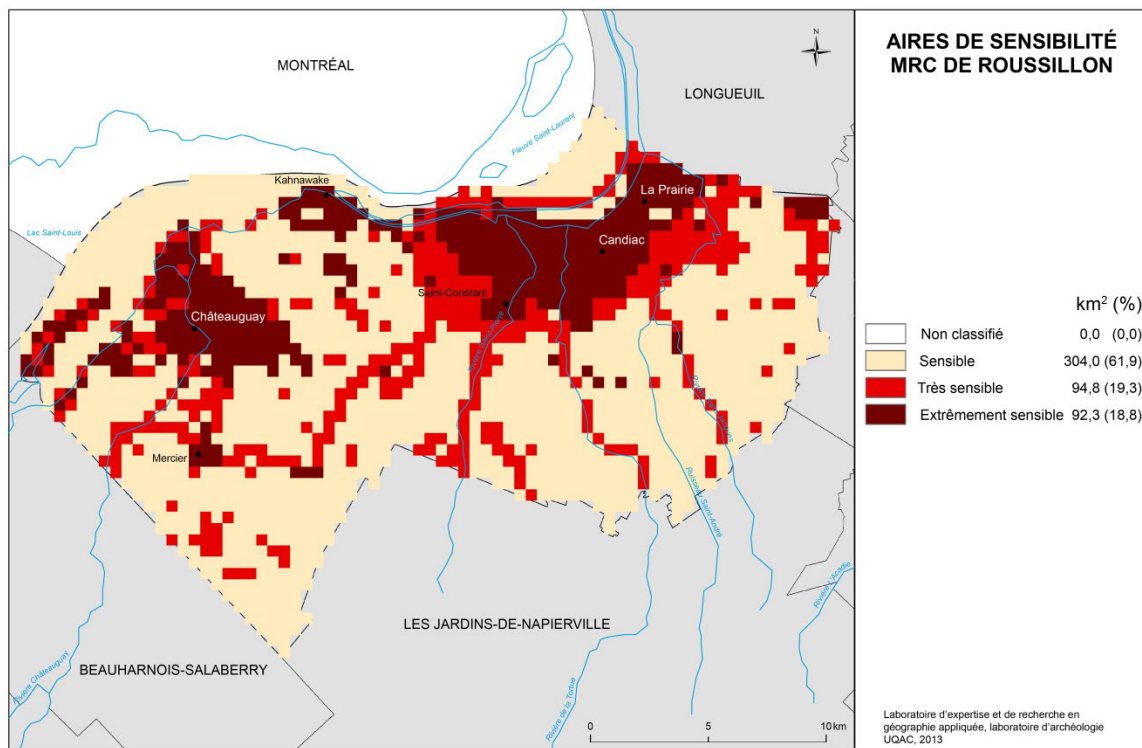 AIRES DE SENSIBILITÉ
MRC DE ROUSSILLON
N
MONTRÉAL
LONGUEUIL
Fleuve Saint-Laurent
Kahnawake
La Prairie
Lac Saint-Louis
Candiac
Saint-Constant
Châteauguay
Mercier
Ruisseau Saint-André
Rivière L'Acadie
LES JARDINS-DE-NAPIERVILLE
BEAUHARNOIS-SALABERRY
Rivière Châteauguay
Rivière de la Tortue
0 5 10 km
km² (%)
Non classifié 0,0 (0,0)
Sensible 304,0 (61,9)
Très sensible 94,8 (19,3)
Extrêmement sensible 92,3 (18,8)
Laboratoire d'expertise et de recherche en
géographie appliquée, laboratoire d'archéologie
UQAC, 2013